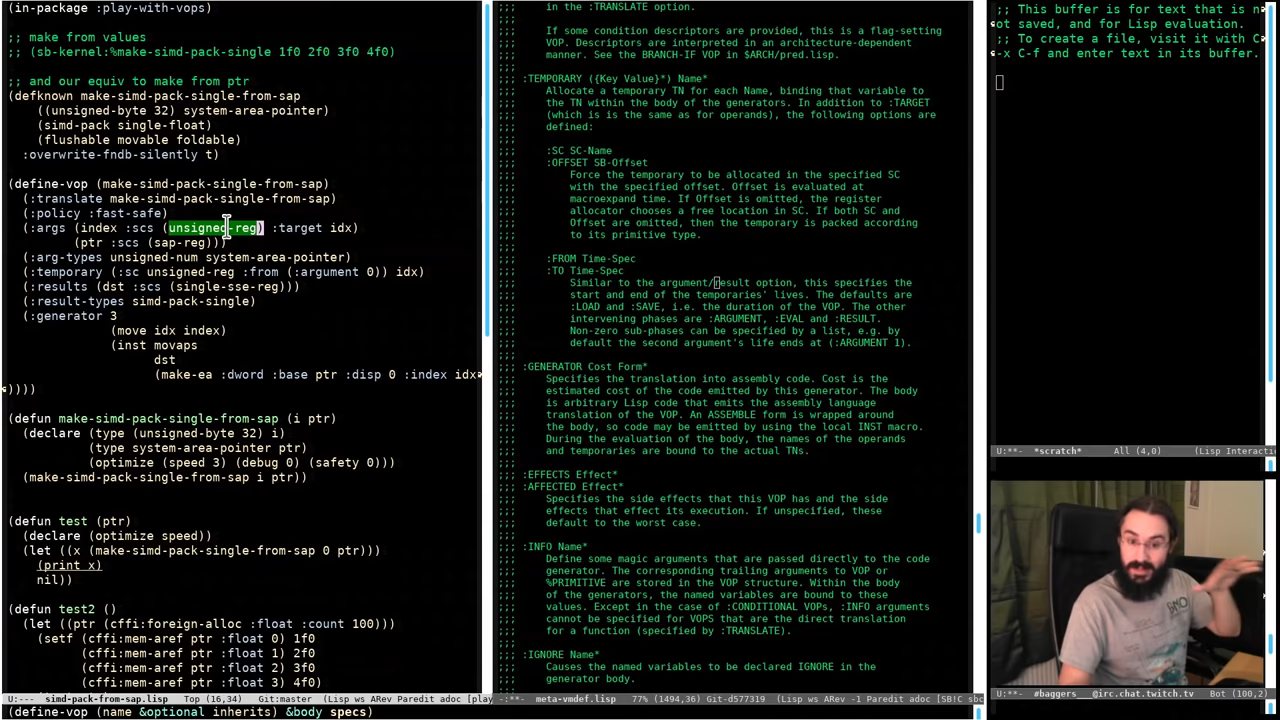 (in-package :play-with-vops)
;; make from values
;; (sb-kernel:%make-simd-pack-single 1f0 2f0 3f0 4f0)
;; and our equiv to make from ptr
(defknown make-simd-pack-single-from-sap
((unsigned-byte 32) system-area-pointer)
(simd-pack single-float)
(flushable movable foldable)
:overwrite-fndb-silently t)
(define-vop (make-simd-pack-single-from-sap)
(:translate make-simd-pack-single-from-sap)
(:policy :fast-safe)
(:args (index :scs (unsigned-reg) :target idx)
(ptr :scs (sap-reg)))
(:arg-types unsigned-num system-area-pointer)
(:temporary (:sc unsigned-reg :from (:argument 0)) idx)
(:results (dst :scs (single-sse-reg)))
(:result-types simd-pack-single)
(:generator 3
(move idx index)
(inst movaps
dst
(make-ea :dword :base ptr :disp 0 :index idx
))))
(defun make-simd-pack-single-from-sap (i ptr)
(declare (type (unsigned-byte 32) i)
(type system-area-pointer ptr)
(optimize (speed 3) (debug 0) (safety 0)))
(make-simd-pack-single-from-sap i ptr))
(defun test (ptr)
(declare (optimize speed))
(let ((x (make-simd-pack-single-from-sap 0 ptr)))
(print x)
nil))
(defun test2 ()
(let ((ptr (cffi:foreign-alloc :float :count 100)))
(setf (cffi:mem-aref ptr :float 0) 1f0
(cffi:mem-aref ptr :float 1) 2f0
(cffi:mem-aref ptr :float 2) 3f0
(cffi:mem-aref ptr :float 3) 4f0)
U:--- simd-pack-from-sap.lisp Top (16,34) Git:master (Lisp ws ARev Paredit adoc [play
(define-vop (name &optional inherits) &body specs)
;;; in the :TRANSLATE option.
;;;
;;; If some condition descriptors are provided, this is a flag-setting
;;; VOP. Descriptors are interpreted in an architecture-dependent
;;; manner. See the BRANCH-IF VOP in $ARCH/pred.lisp.
;;;
;;; :TEMPORARY ({Key Value}*) Name*
;;; Allocate a temporary TN for each Name, binding that variable to
;;; the TN within the body of the generators. In addition to :TARGET
;;; (which is is the same as for operands), the following options are
;;; defined:
;;;
;;; :SC SC-Name
;;; :OFFSET SB-Offset
;;; Force the temporary to be allocated in the specified SC
;;; with the specified offset. Offset is evaluated at
;;; macroexpand time. If Offset is omitted, the register
;;; allocator chooses a free location in SC. If both SC and
;;; Offset are omitted, then the temporary is packed according
;;; to its primitive type.
;;;
;;; :FROM Time-Spec
;;; :TO Time-Spec
;;; Similar to the argument/result option, this specifies the
;;; start and end of the temporaries' lives. The defaults are
;;; :LOAD and :SAVE, i.e. the duration of the VOP. The other
;;; intervening phases are :ARGUMENT, :EVAL and :RESULT.
;;; Non-zero sub-phases can be specified by a list, e.g. by
;;; default the second argument's life ends at (:ARGUMENT 1).
;;;
;;; :GENERATOR Cost Form*
;;; Specifies the translation into assembly code. Cost is the
;;; estimated cost of the code emitted by this generator. The body
;;; is arbitrary Lisp code that emits the assembly language
;;; translation of the VOP. An ASSEMBLE form is wrapped around
;;; the body, so code may be emitted by using the local INST macro.
;;; During the evaluation of the body, the names of the operands
;;; and temporaries are bound to the actual TNs.
;;;
;;; :EFFECTS Effect*
;;; :AFFECTED Effect*
;;; Specifies the side effects that this VOP has and the side
;;; effects that effect its execution. If unspecified, these
;;; default to the worst case.
;;;
;;; :INFO Name*
;;; Define some magic arguments that are passed directly to the code
;;; generator. The corresponding trailing arguments to VOP or
;;; %PRIMITIVE are stored in the VOP structure. Within the body
;;; of the generators, the named variables are bound to these
;;; values. Except in the case of :CONDITIONAL VOPs, :INFO arguments
;;; cannot be specified for VOPS that are the direct translation
;;; for a function (specified by :TRANSLATE).
;;;
;;; :IGNORE Name*
;;; Causes the named variables to be declared IGNORE in the
;;; generator body.
-:**- meta-vmdef.lisp 77% (1494,36) Git-d577319 (Lisp ws ARev -1 Paredit adoc [SB!C sbc
;; This buffer is for text that is n
ot saved, and for Lisp evaluation.
;; To create a file, visit it with C
-x C-f and enter text in its buffer.
U:**- *scratch* All (4,0) (Lisp Interacti
U:**- #baggers___@irc.chat.twitch.tv Bot (100,2)